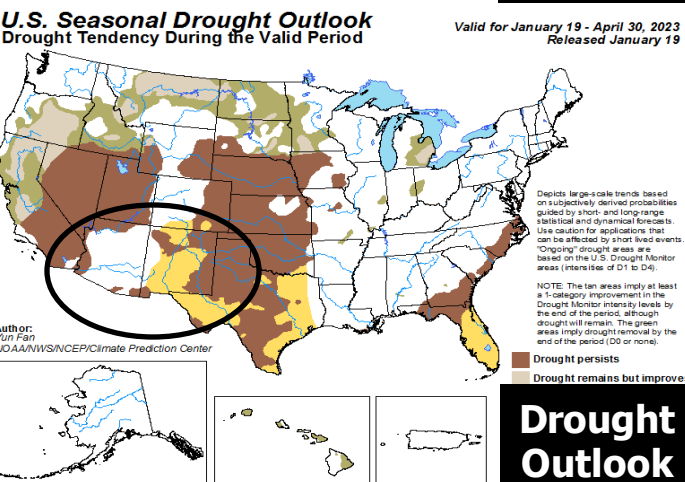 U.S. Seasonal Drought Outlook
Drought Tendency During the Valid Period
Valid for January 19 - April 30, 2023
Released January 19
Depicts large-scale trends based
on subjectively derived probabilities
guided by short- and long-range
statistical and dynamical forecasts.
Use caution for applications that
can be affected by short lived events.
"Ongoing" drought areas are
based on the U.S. Drought Monitor
areas (intensities of D1 to D4).
NOTE: The tan areas imply at least
a 1-category improvement in the
Drought Monitor intensity levels by
the end of the period, although
drought will remain. The green
areas imply drought removal by the
end of the period (D0 or none).
uthor:
Yun Fan
NOAA/NWS/NCEP/Climate Prediction Center
Drought persists
Drought remains but improves
Drought
Outlook